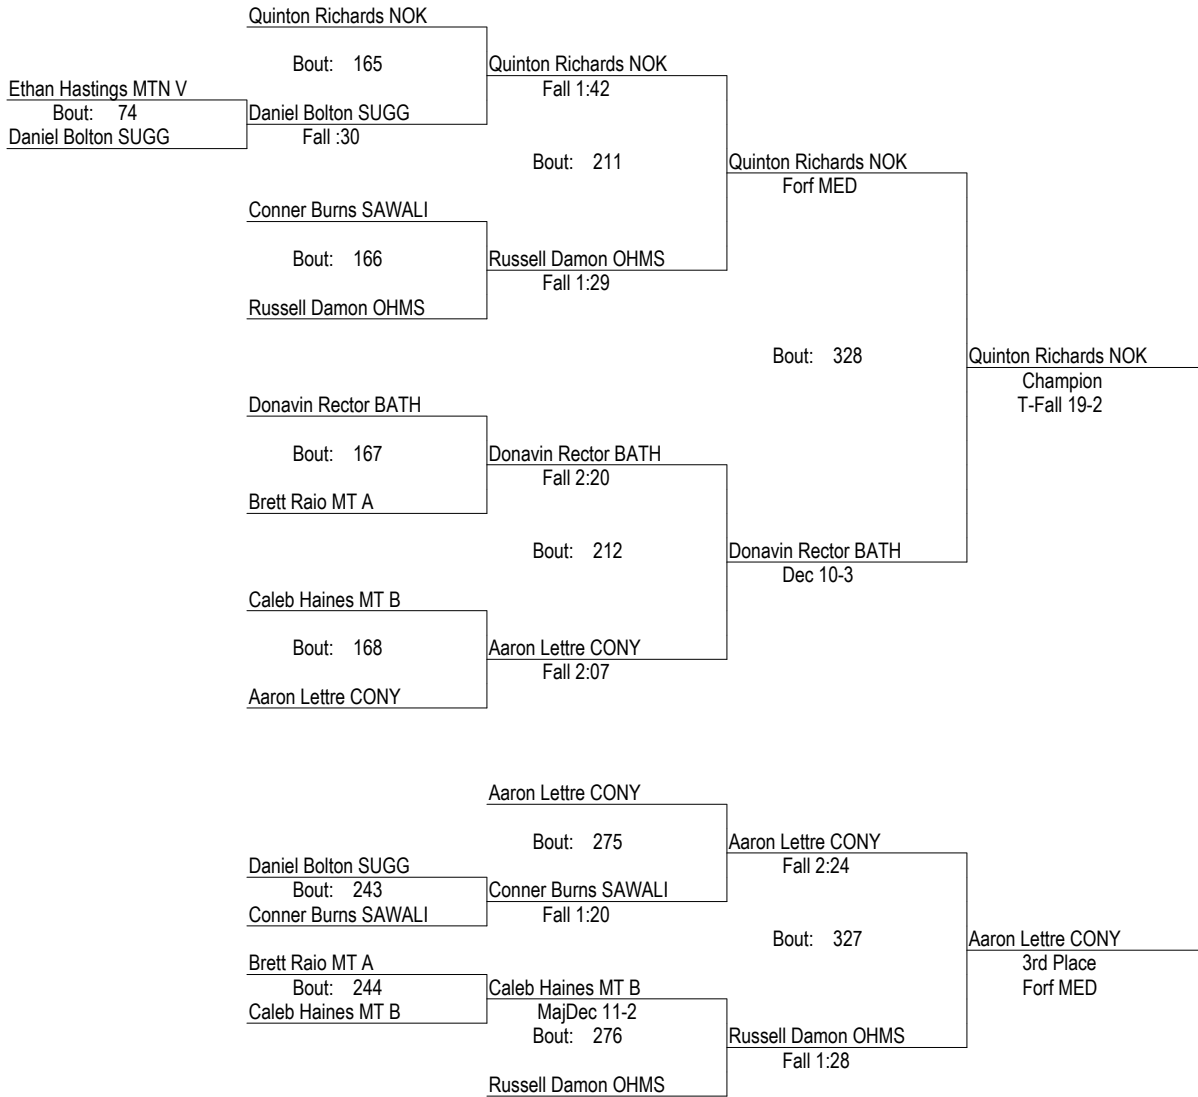 Quinton Richards NOK
Bout: 165
Quinton Richards NOK
Fall 1:42
Ethan Hastings MTN V
Bout: 74
Daniel Bolton SUGG
Daniel Bolton SUGG
Fall :30
Bout: 211
Quinton Richards NOK
Forf MED
Conner Burns SAWALI
Bout: 166
Russell Damon OHMS
Fall 1:29
Russell Damon OHMS
Bout: 328
Quinton Richards NOK
Champion
T-Fall 19-2
Donavin Rector BATH
Bout: 167
Donavin Rector BATH
Fall 2:20
Brett Raio MT A
Bout: 212
Donavin Rector BATH
Dec 10-3
Caleb Haines MT B
Bout: 168
Aaron Lettre CONY
Fall 2:07
Aaron Lettre CONY
Aaron Lettre CONY
Bout: 275
Aaron Lettre CONY
Fall 2:24
Daniel Bolton SUGG
Bout: 243
Conner Burns SAWALI
Conner Burns SAWALI
Fall 1:20
Bout: 327
Aaron Lettre CONY
3rd Place
Forf MED
Brett Raio MT A
Bout: 244
Caleb Haines MT B
Caleb Haines MT B
MajDec 11-2
Bout: 276
Russell Damon OHMS
Fall 1:28
Russell Damon OHMS